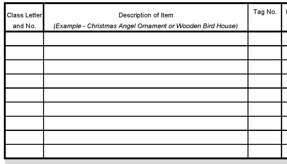 Class Letter
and No.
Description of Item
(Example - Christmas Angel Ornament or Wooden Bird House)
Tag No.